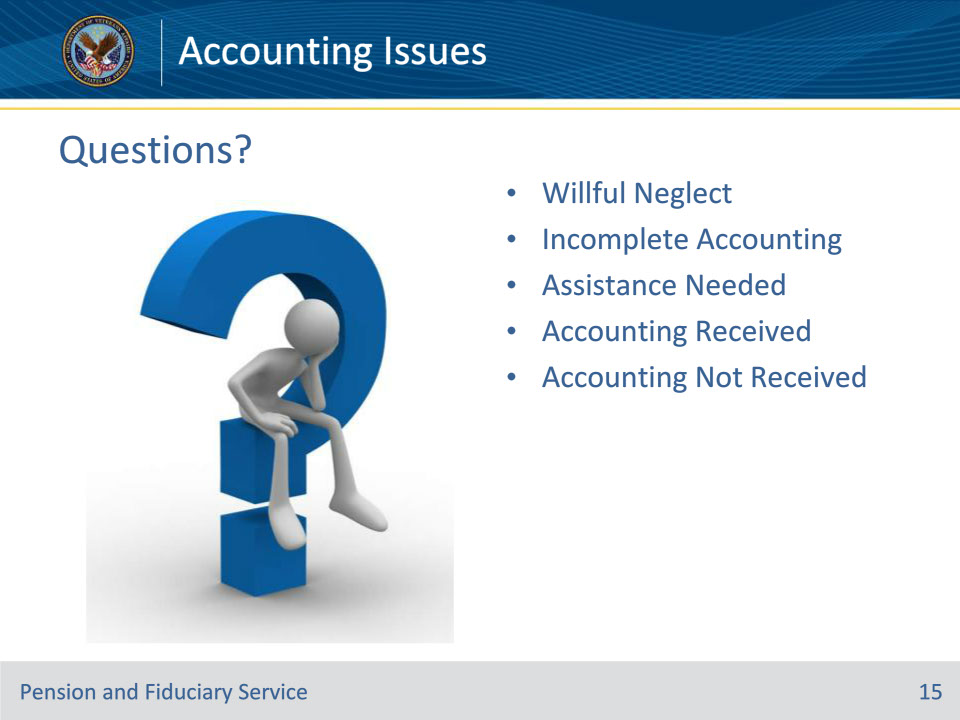 Accounting Issues
Questions?
• Willful Neglect
• Incomplete Accounting
• Assistance Needed
• Accounting Received
• Accounting Not Received
Pension and Fiduciary Service
15